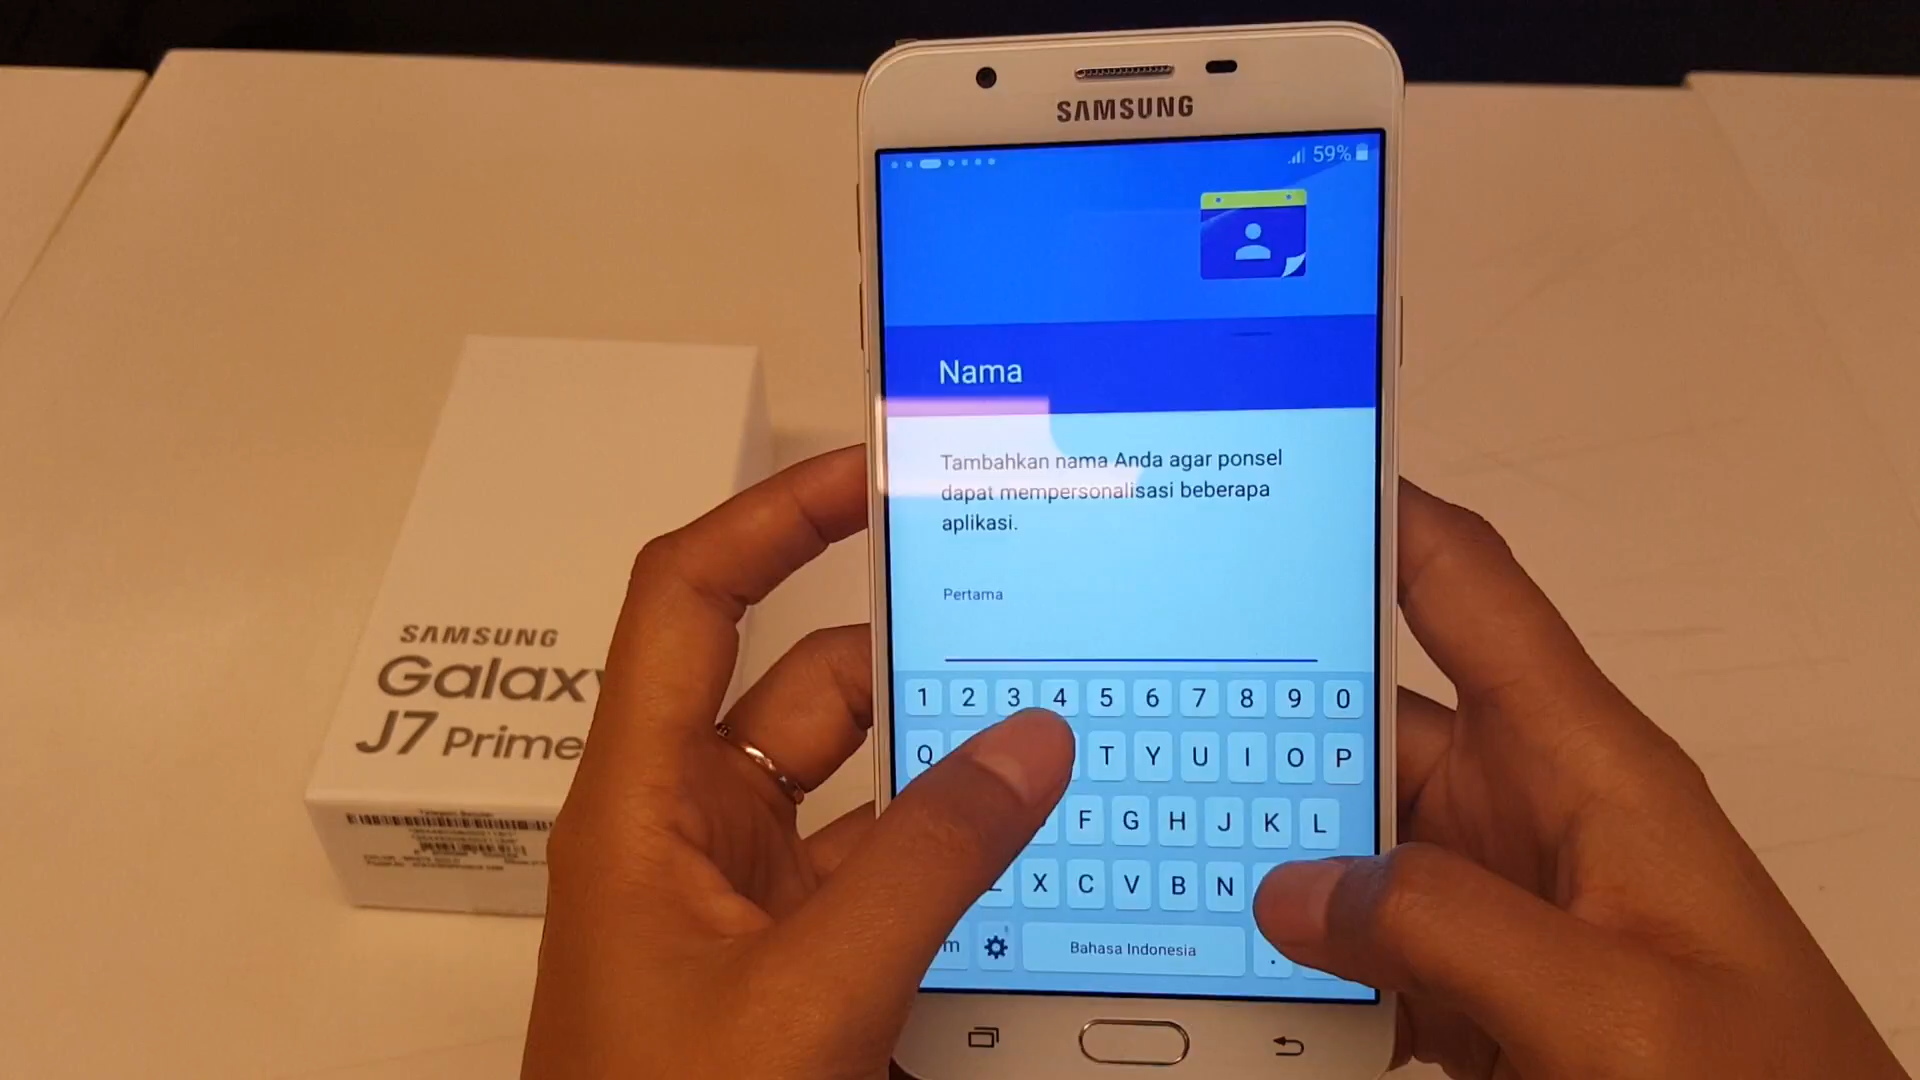 SAMSUNG
59%
Nama
Tambahkan nama Anda agar ponsel
dapat mempersonalisasi beberapa
aplikasi.
Pertama
1 2 3 4 5 6 7 8 9 0
Q T Y U I O P
F G H J K L
X C V B N
m Bahasa Indonesia .
SAMSUNG
Galaxy
J7 Prime